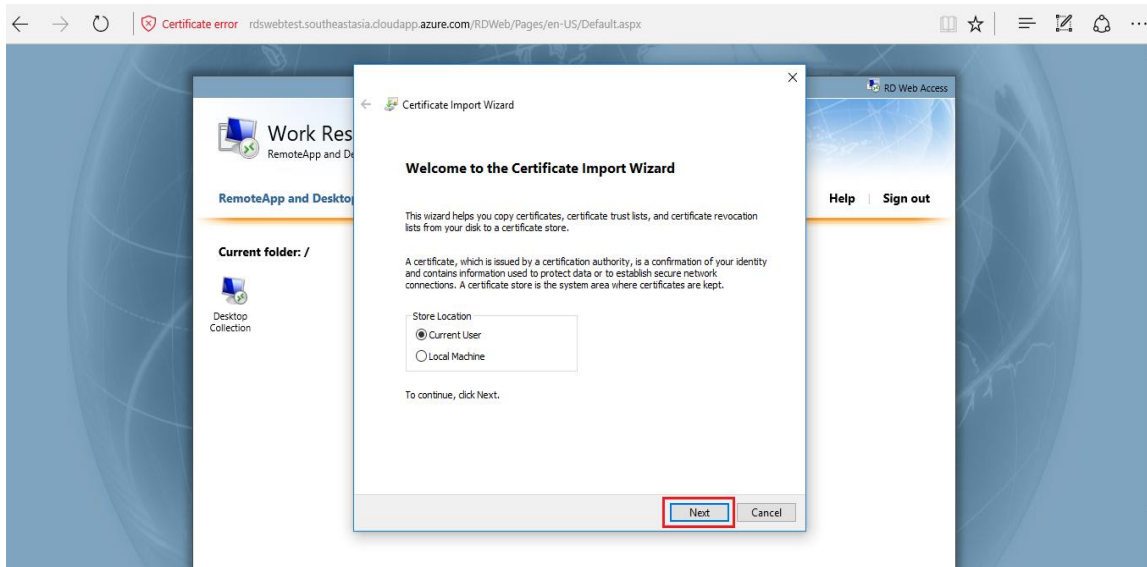 Certificate error rdswebtest.southeastasia.cloudapp.azure.com/RDWeb/Pages/en-US/Default.aspx
RD Web Access
Certificate Import Wizard
Work Res
RemoteApp and De
Welcome to the Certificate Import Wizard
RemoteApp and Desktop
Help | Sign out
This wizard helps you copy certificates, certificate trust lists, and certificate revocation
lists from your disk to a certificate store.
Current folder: /
A certificate, which is issued by a certification authority, is a confirmation of your identity
and contains information used to protect data or to establish secure network
connections. A certificate store is the system area where certificates are kept.
Desktop
Collection
Store Location
Current User
Local Machine
To continue, click Next.
Next Cancel